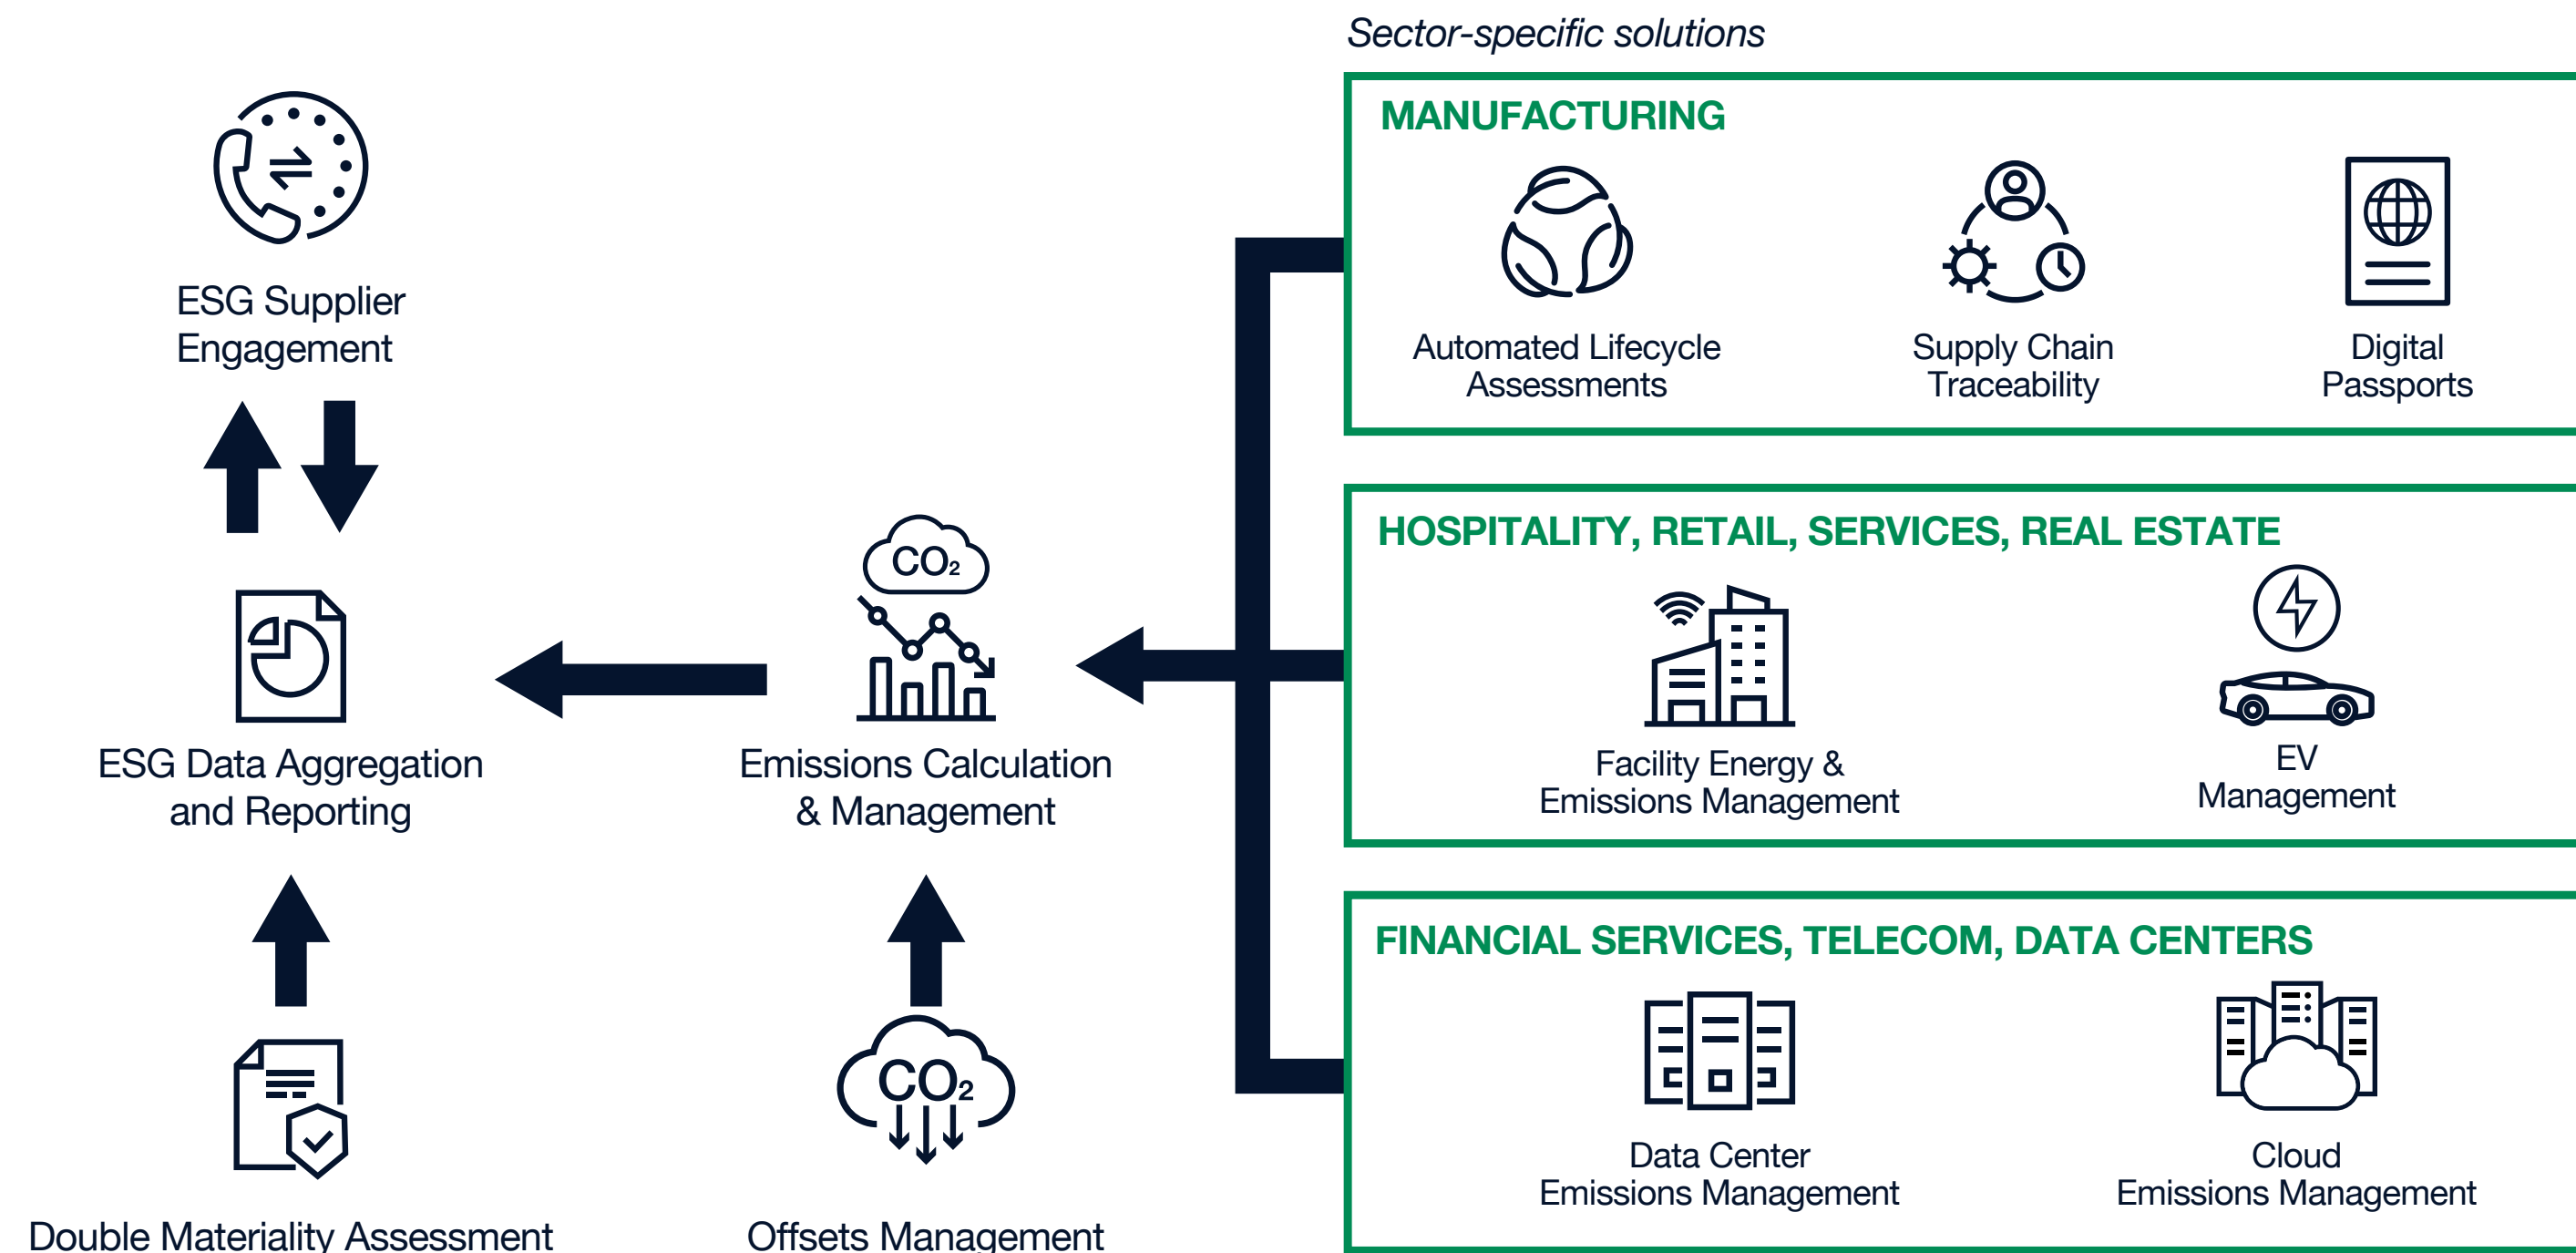 Sector-specific solutions
MANUFACTURING
Automated Lifecycle
Assessments
Supply Chain
Traceability
Digital
Passports
ESG Supplier
Engagement
HOSPITALITY, RETAIL, SERVICES, REAL ESTATE
CO₂
Facility Energy &
Emissions Management
EV
Management
ESG Data Aggregation
and Reporting
Emissions Calculation
& Management
FINANCIAL SERVICES, TELECOM, DATA CENTERS
CO₂
Data Center
Emissions Management
Cloud
Emissions Management
Double Materiality Assessment
Offsets Management